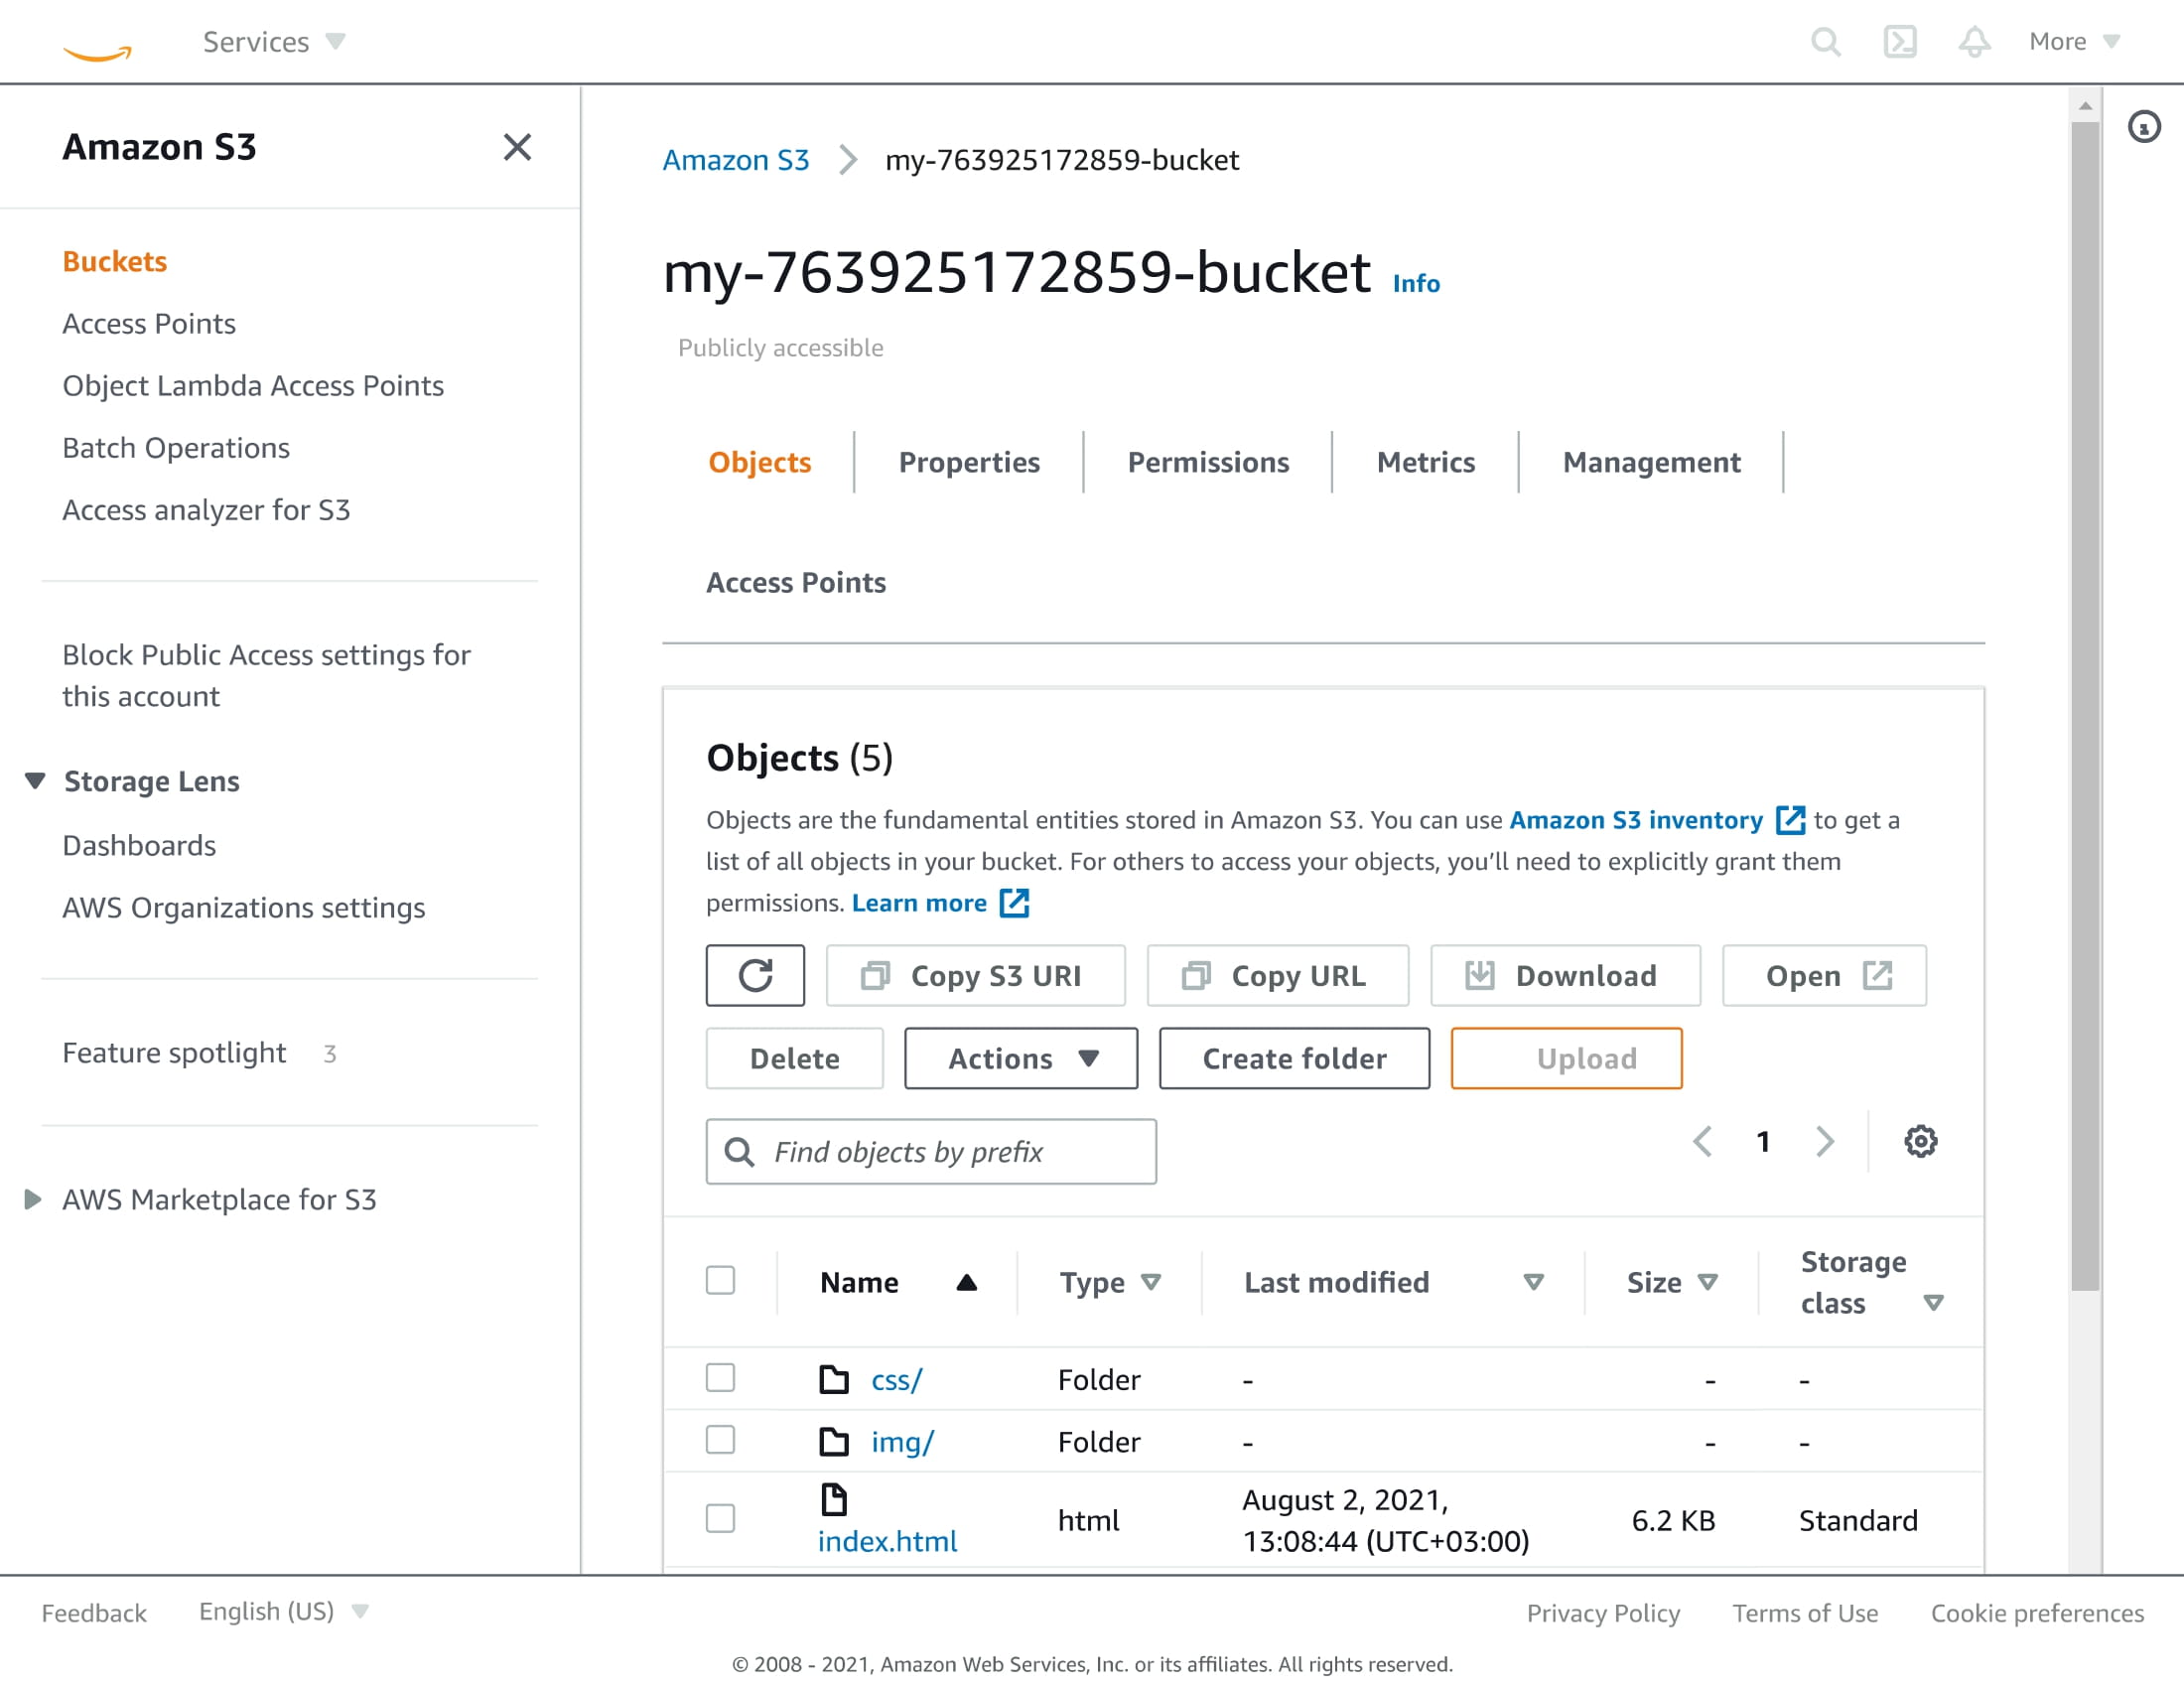 Services
More
Amazon S3
Buckets
Access Points
Object Lambda Access Points
Batch Operations
Access analyzer for S3
Block Public Access settings for
this account
Storage Lens
Dashboards
AWS Organizations settings
Feature spotlight 3
AWS Marketplace for S3
Amazon S3 my-763925172859-bucket
my-763925172859-bucket Info
Publicly accessible
Objects Properties Permissions Metrics Management
Access Points
Objects (5)
Objects are the fundamental entities stored in Amazon S3. You can use Amazon S3 inventory to get a
list of all objects in your bucket. For others to access your objects, you'll need to explicitly grant them
permissions. Learn more
Copy S3 URI Copy URL Download Open
Delete Actions Create folder Upload
Find objects by prefix 1
Name Type Last modified Size Storage
class
css/ Folder - - -
img/ Folder - - -
index.html html August 2, 2021, 6.2 KB Standard
13:08:44 (UTC+03:00)
Feedback English (US) Privacy Policy Terms of Use Cookie preferences
© 2008 - 2021, Amazon Web Services, Inc. or its affiliates. All rights reserved.